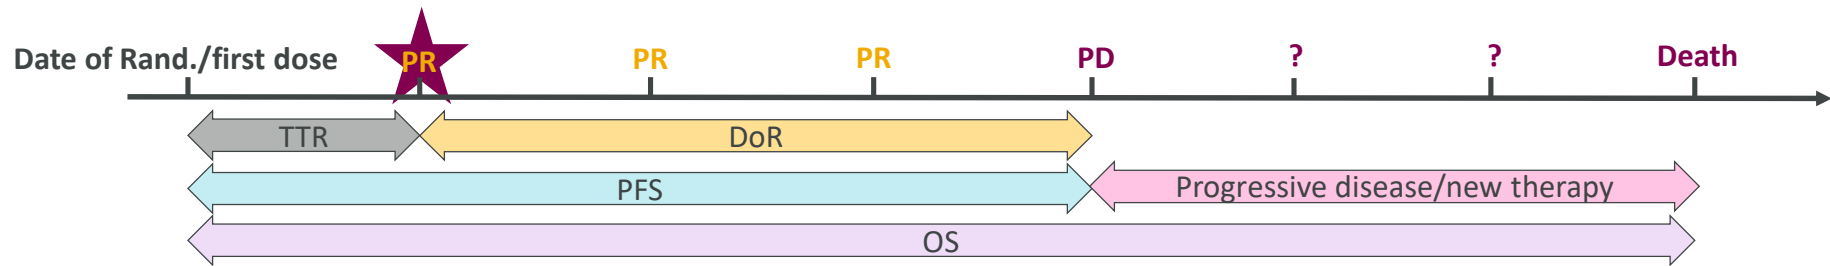 Date of Rand./first dose PR PR PR PD ? ? Death
TTR DoR
PFS Progressive disease/new therapy
OS